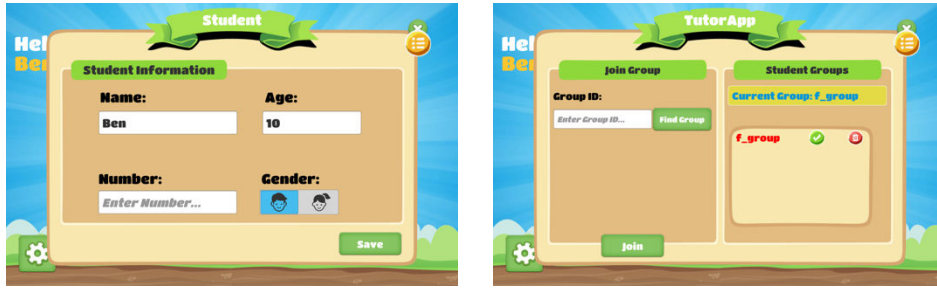 Student
Hel
Ben
Student Information
Name:
Age:
Ben
10
Number:
Gender:
Enter Number...
Save
TutorApp
Hel
Ben
Join Group
Student Groups
Group ID:
Current Group: f_group
Enter Group ID...
Find Group
f_group
Join